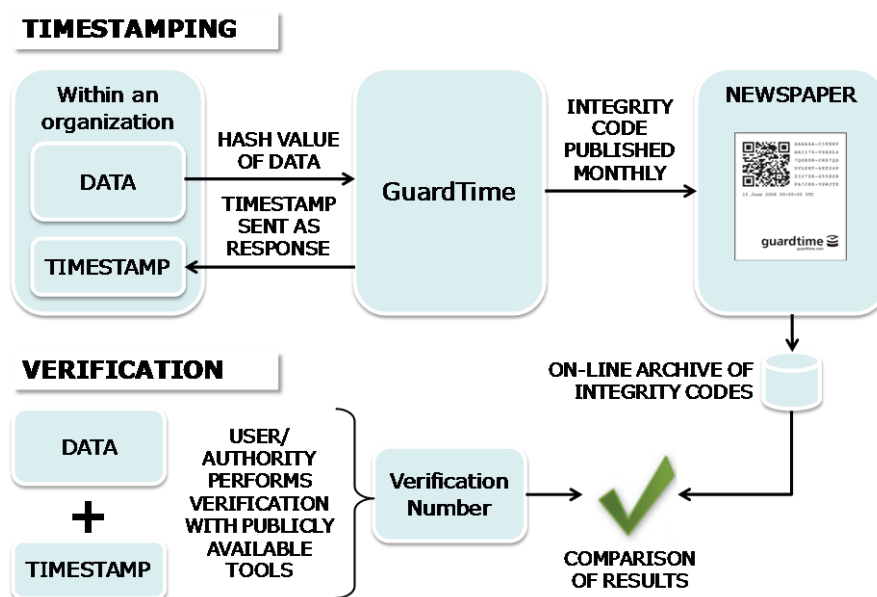 TIMESTAMPING
Within an
organization
DATA
TIMESTAMP
HASH VALUE
OF DATA
TIMESTAMP
SENT AS
RESPONSE
GuardTime
INTEGRITY
CODE
PUBLISHED
MONTHLY
NEWSPAPER
guardtime
VERIFICATION
ON-LINE ARCHIVE OF
INTEGRITY CODES
DATA
+
TIMESTAMP
USER/
AUTHORITY
PERFORMS
VERIFICATION
WITH PUBLICLY
AVAILABLE
TOOLS
Verification
Number
COMPARISON
OF RESULTS